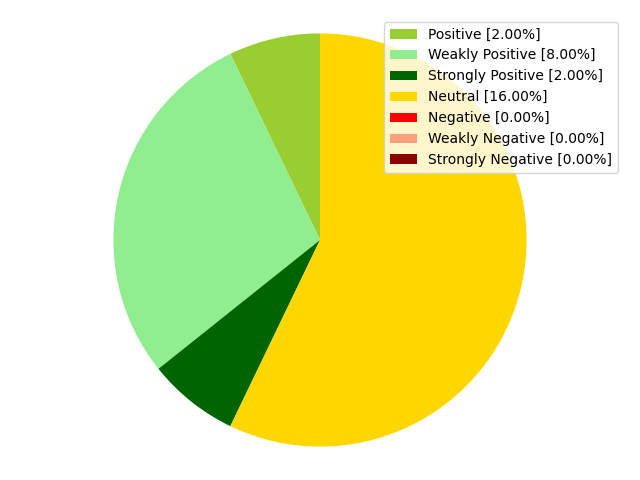 Positive [2.00%]
Weakly Positive [8.00%]
Strongly Positive [2.00%]
Neutral [16.00%]
Negative [0.00%]
Weakly Negative [0.00%]
Strongly Negative [0.00%]